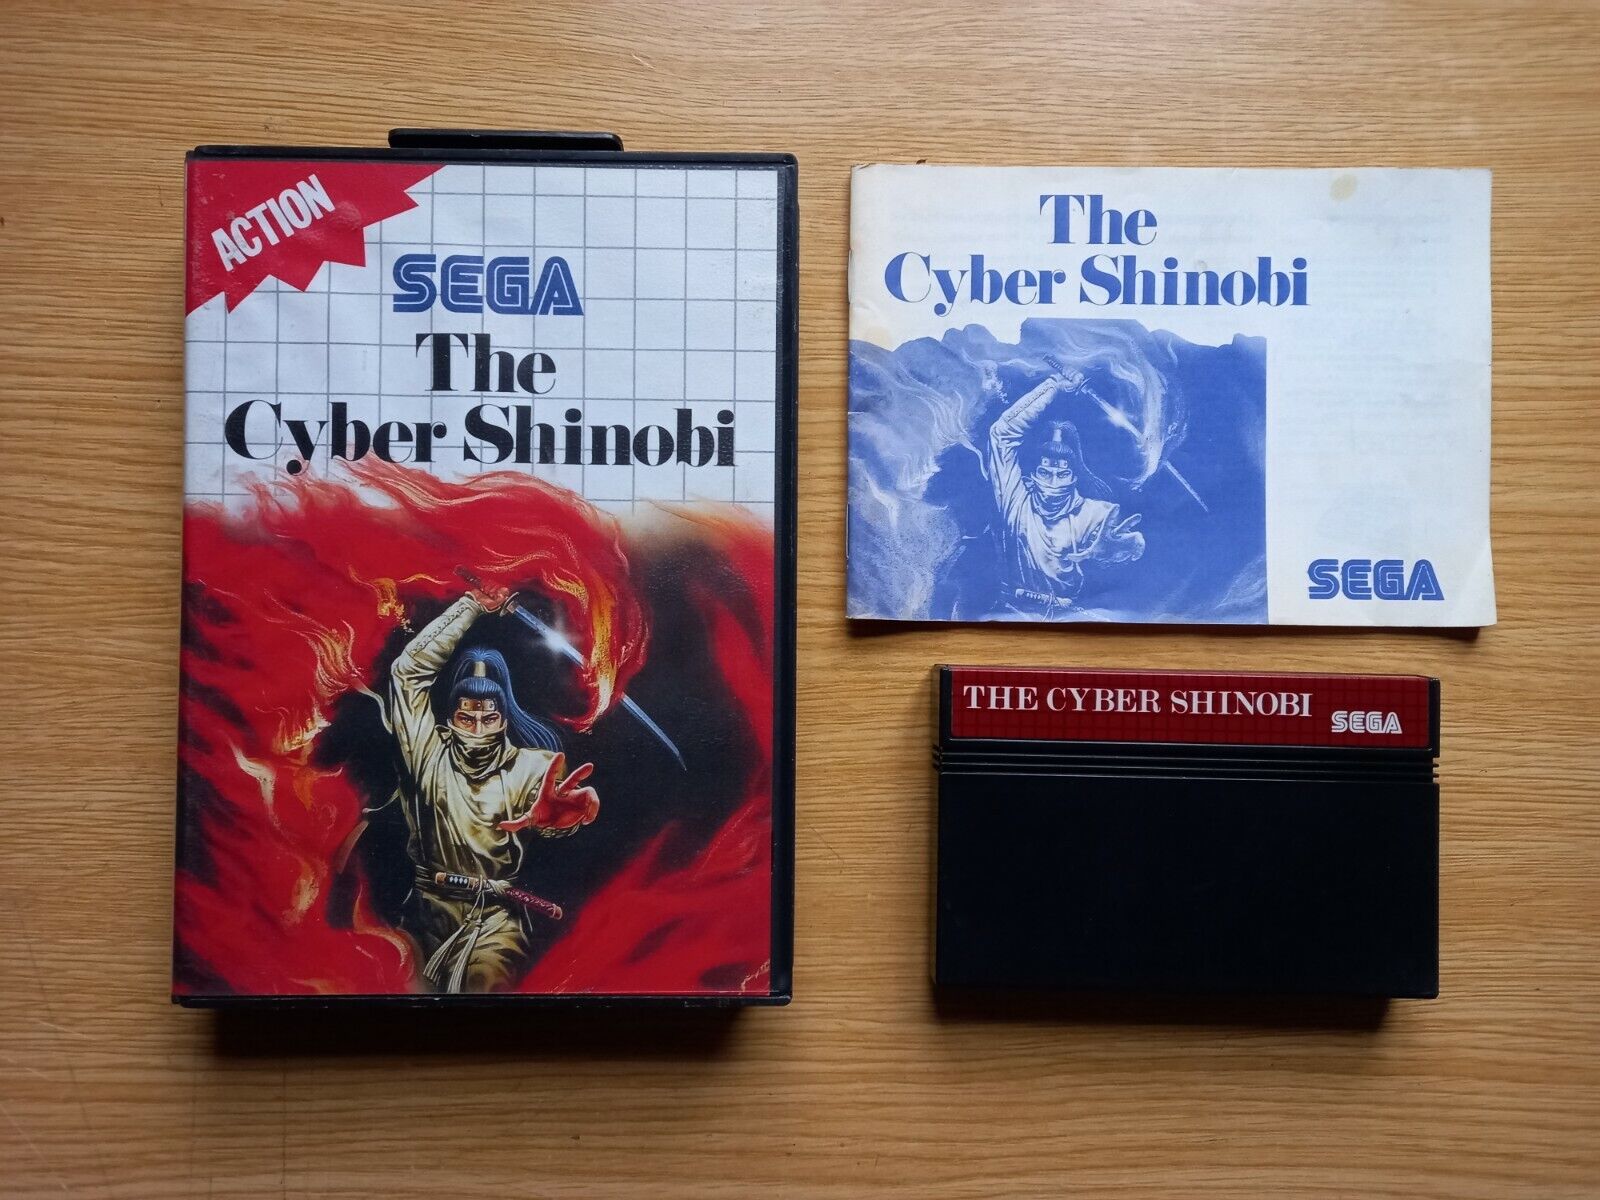 ACTION
SEGA
The
Cyber Shinobi
The
Cyber Shinobi
SEGA
THE CYBER SHINOBI
SEGA